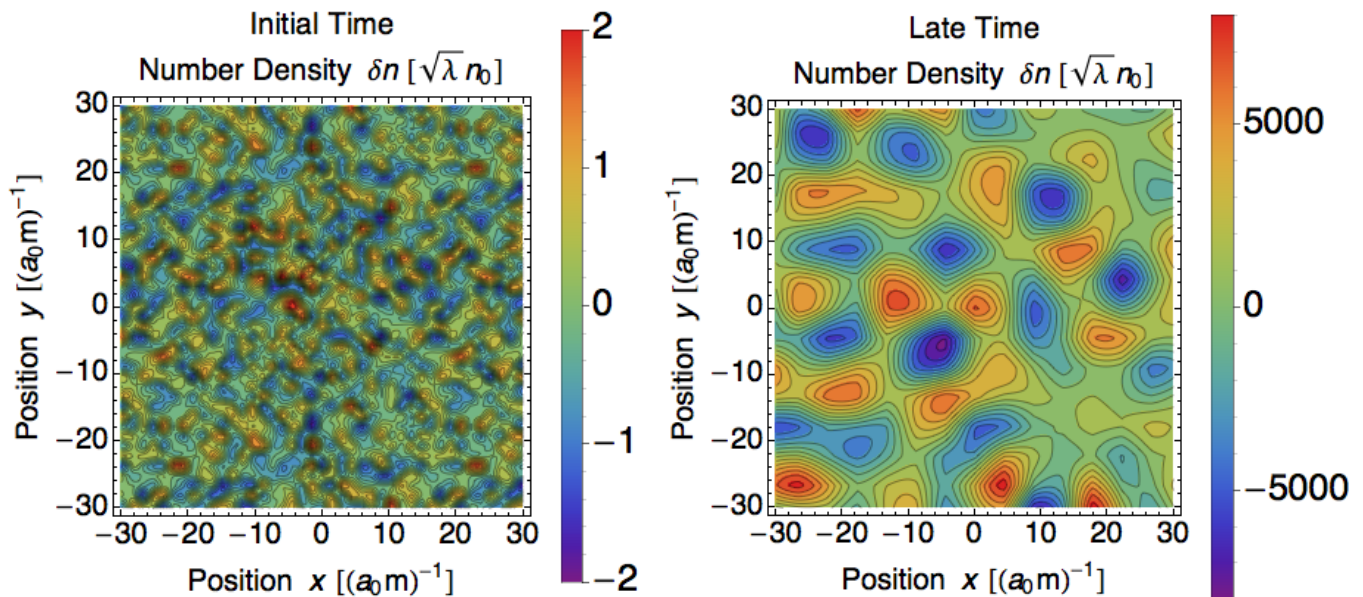 Initial Time
Number Density δn [√λ n₀]
30
20
10
0
−10
−20
−30
Position y [(a₀m)⁻¹]
−30 −20 −10 0 10 20 30
Position x [(a₀m)⁻¹]
2
1
0
−1
−2
Late Time
Number Density δn [√λ n₀]
30
20
10
0
−10
−20
−30
Position y [(a₀m)⁻¹]
−30 −20 −10 0 10 20 30
Position x [(a₀m)⁻¹]
5000
0
−5000